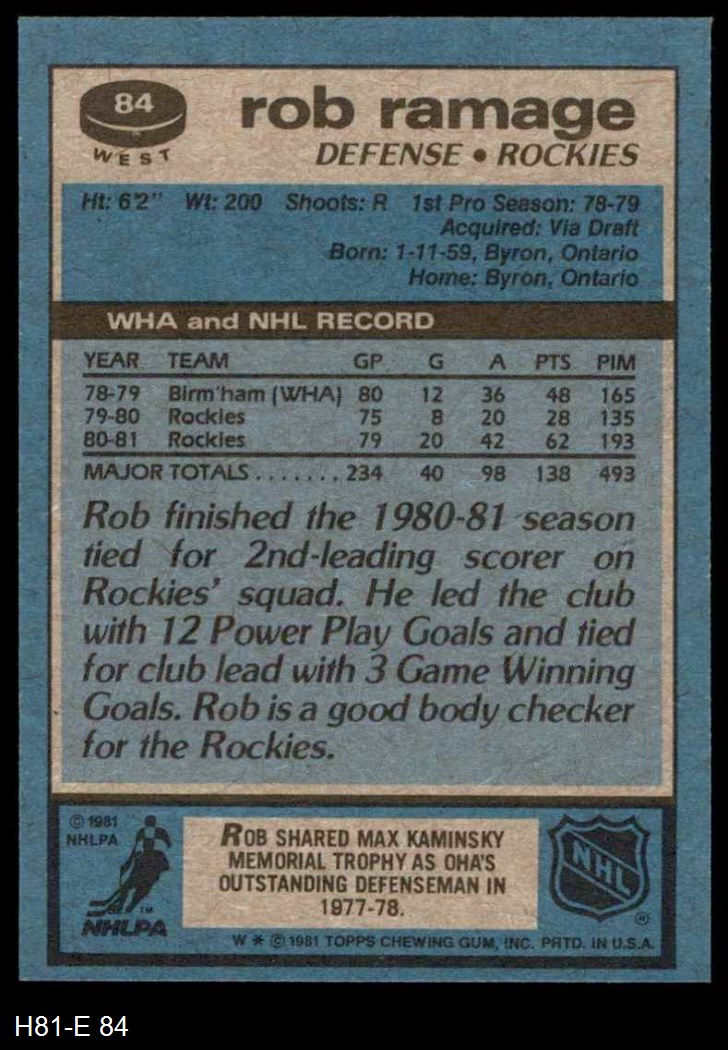 84
WEST
rob ramage
DEFENSE • ROCKIES
Ht: 6'2" Wt: 200 Shoots: R 1st Pro Season: 78-79
Acquired: Via Draft
Born: 1-11-59, Byron, Ontario
Home: Byron, Ontario
WHA and NHL RECORD
YEAR TEAM GP G A PTS PIM
78-79 Birm'ham (WHA) 80 12 36 48 165
79-80 Rockies 75 8 20 28 135
80-81 Rockies 79 20 42 62 193
MAJOR TOTALS . . . . . . . 234 40 98 138 493
Rob finished the 1980-81 season
tied for 2nd-leading scorer on
Rockies' squad. He led the club
with 12 Power Play Goals and tied
for club lead with 3 Game Winning
Goals. Rob is a good body checker
for the Rockies.
© 1981
NHLPA
TM
NHLPA
ROB SHARED MAX KAMINSKY
MEMORIAL TROPHY AS OHA'S
OUTSTANDING DEFENSEMAN IN
1977-78.
NHL
®
W * © 1981 TOPPS CHEWING GUM, INC. PRTD. IN U.S.A.
H81-E 84